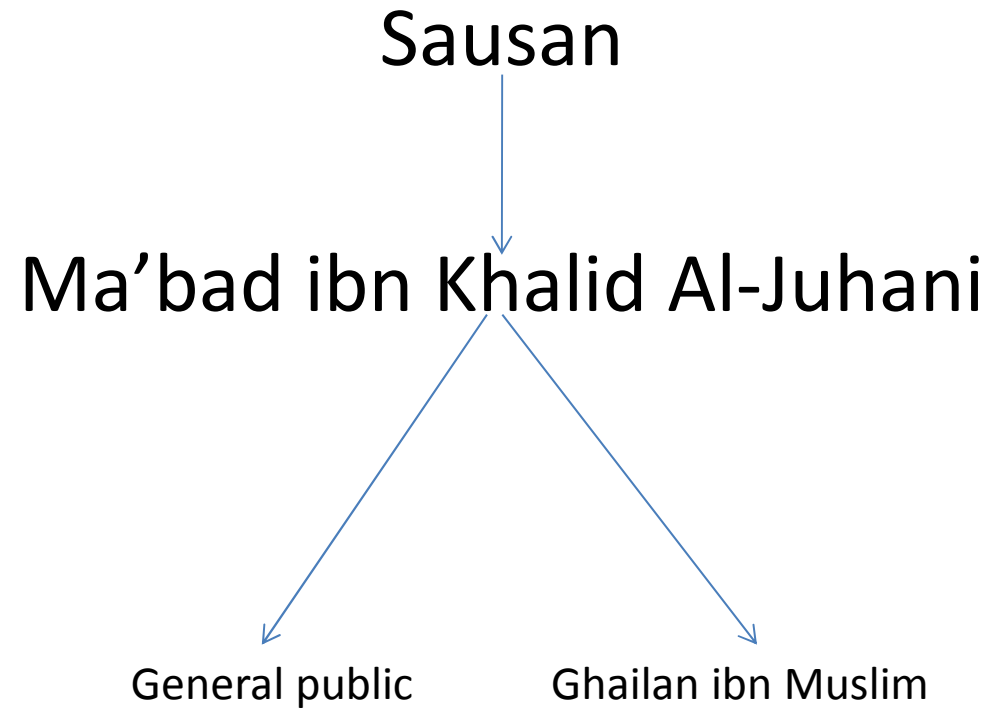 Sausan
Ma’bad ibn Khalid Al-Juhani
General public
Ghailan ibn Muslim